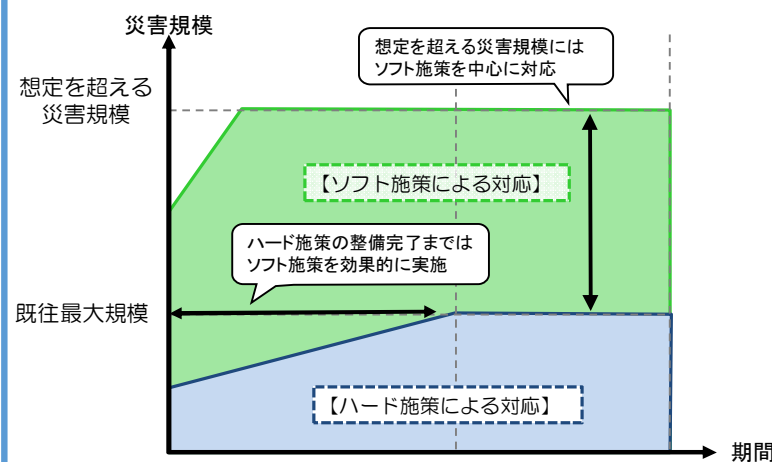 災害規模
想定を超える災害規模には
ソフト施策を中心に対応
想定を超える
災害規模
【ソフト施策による対応】
ハード施策の整備完了までは
ソフト施策を効果的に実施
既往最大規模
【ハード施策による対応】
期間